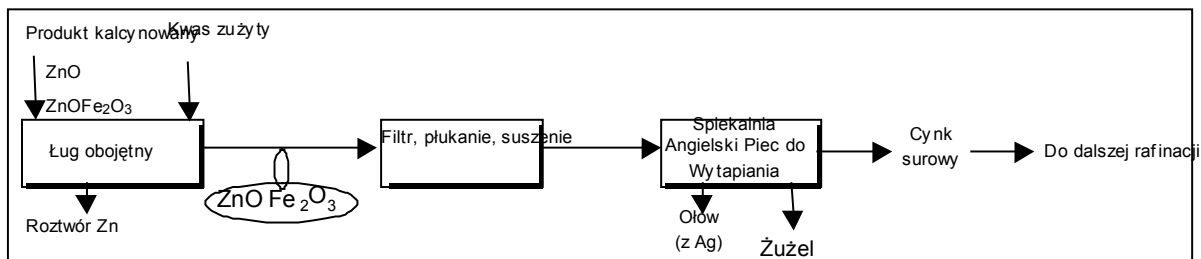 Produkt kalcynowany
Kwas zużyty
ZnO
ZnOFe2O3
Ług obojętny
Roztwór Zn
ZnO Fe2O3
Filtr, płukanie, suszenie
Spiekalnia
Angielski Piec do
Wytapiania
Ołów
(z Ag)
Żużel
Cynk
surowy
Do dalszej rafinacji